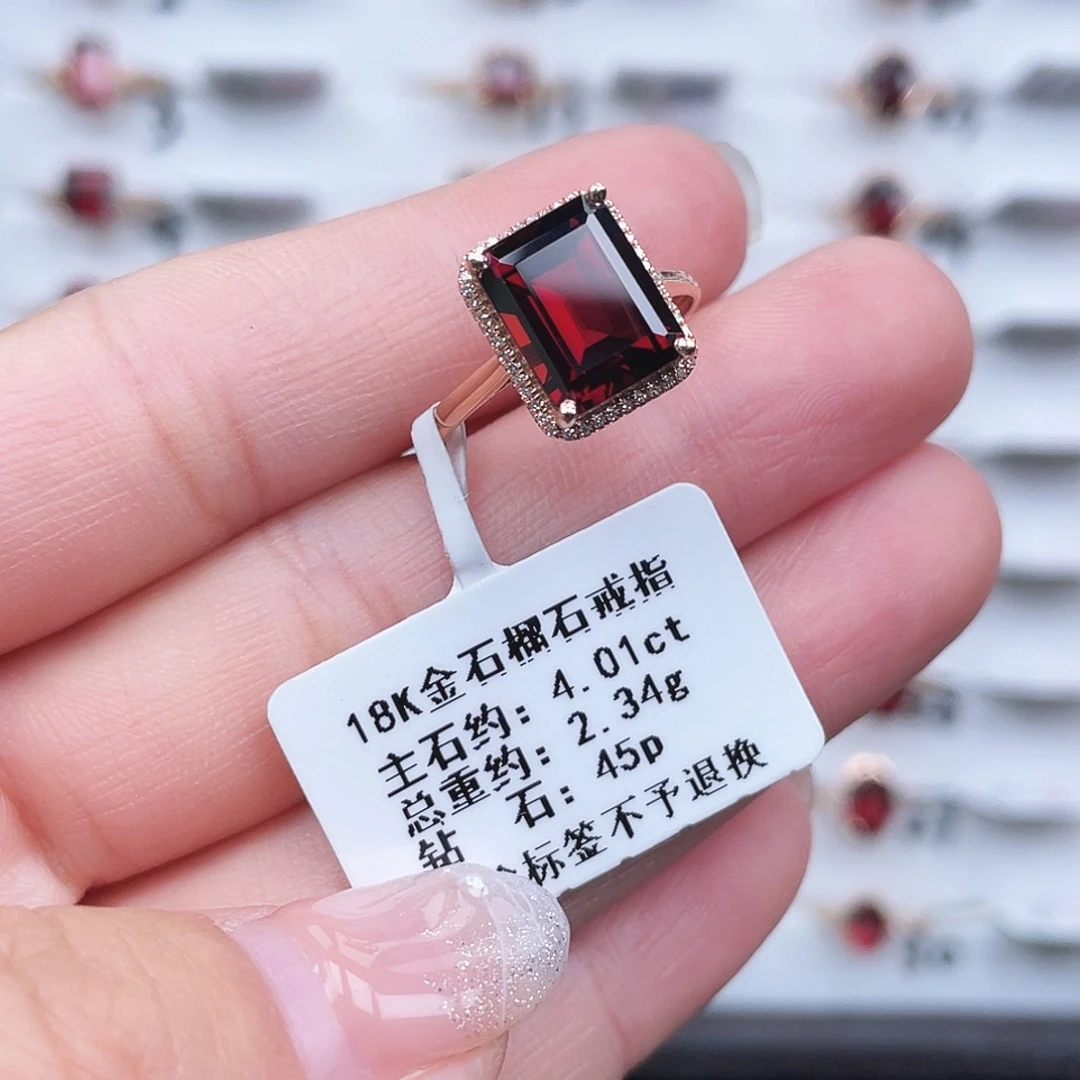 18K金石榴石戒指
主石约: 4.01ct
总重约: 2.34g
钻 石: 45p
标签不予退换